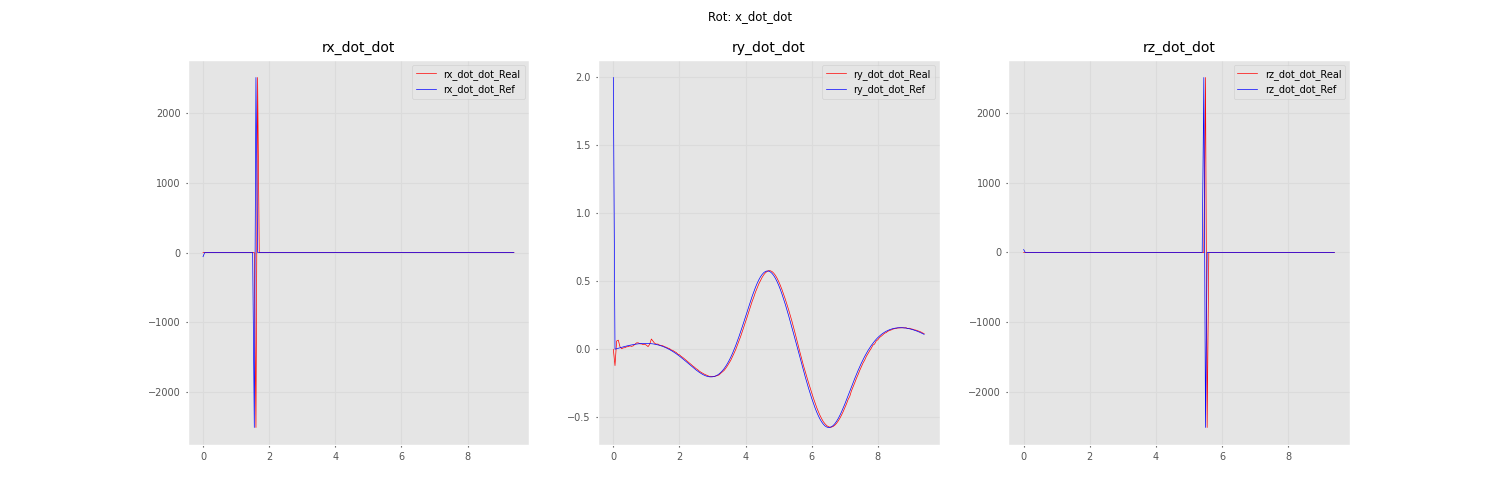 Rot: x_dot_dot
rx_dot_dot
rx_dot_dot_Real
rx_dot_dot_Ref
2000
1000
0
−1000
−2000
0 2 4 6 8
ry_dot_dot
ry_dot_dot_Real
ry_dot_dot_Ref
2.0
1.5
1.0
0.5
0.0
−0.5
0 2 4 6 8
rz_dot_dot
rz_dot_dot_Real
rz_dot_dot_Ref
2000
1000
0
−1000
−2000
0 2 4 6 8